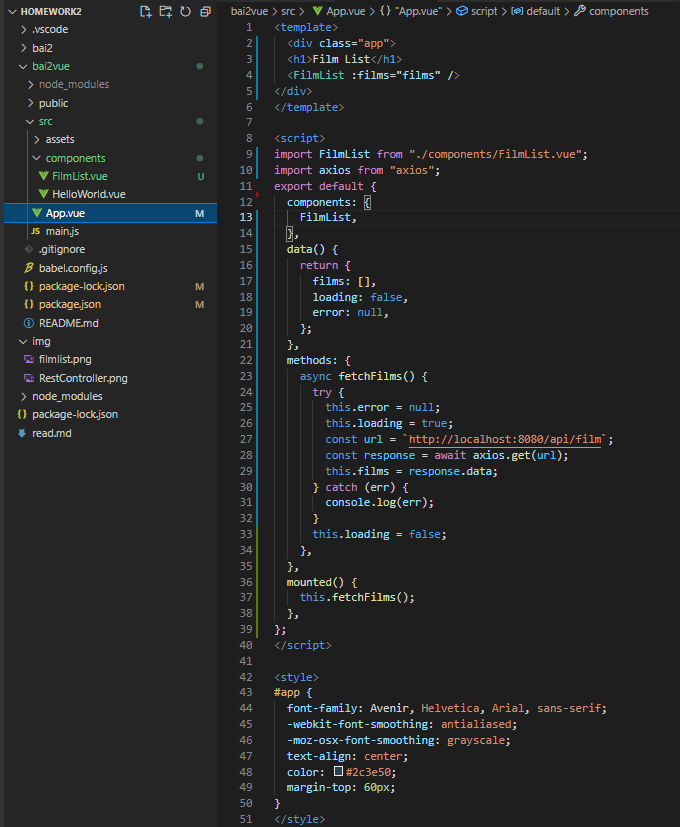 HOMEWORK2
.vscode
bai2
bai2vue
node_modules
public
src
assets
components
FilmList.vue U
HelloWorld.vue
App.vue M
JS main.js
.gitignore
babel.config.js
{} package-lock.json M
{} package.json M
README.md
img
filmlist.png
RestController.png
node_modules
{} package-lock.json
read.md
bai2vue > src > App.vue > {} "App.vue" > script > default > components
1 <template>
2 <div class="app">
3 <h1>Film List</h1>
4 <FilmList :films="films" />
5 </div>
6 </template>
7
8 <script>
9 import FilmList from "./components/FilmList.vue";
10 import axios from "axios";
11 export default {
12 components: {
13 FilmList,
14 },
15 data() {
16 return {
17 films: [],
18 loading: false,
19 error: null,
20 };
21 },
22 methods: {
23 async fetchFilms() {
24 try {
25 this.error = null;
26 this.loading = true;
27 const url = `http://localhost:8080/api/film`;
28 const response = await axios.get(url);
29 this.films = response.data;
30 } catch (err) {
31 console.log(err);
32 }
33 this.loading = false;
34 },
35 },
36 mounted() {
37 this.fetchFilms();
38 },
39 };
40 </script>
41
42 <style>
43 #app {
44 font-family: Avenir, Helvetica, Arial, sans-serif;
45 -webkit-font-smoothing: antialiased;
46 -moz-osx-font-smoothing: grayscale;
47 text-align: center;
48 color: #2c3e50;
49 margin-top: 60px;
50 }
51 </style>